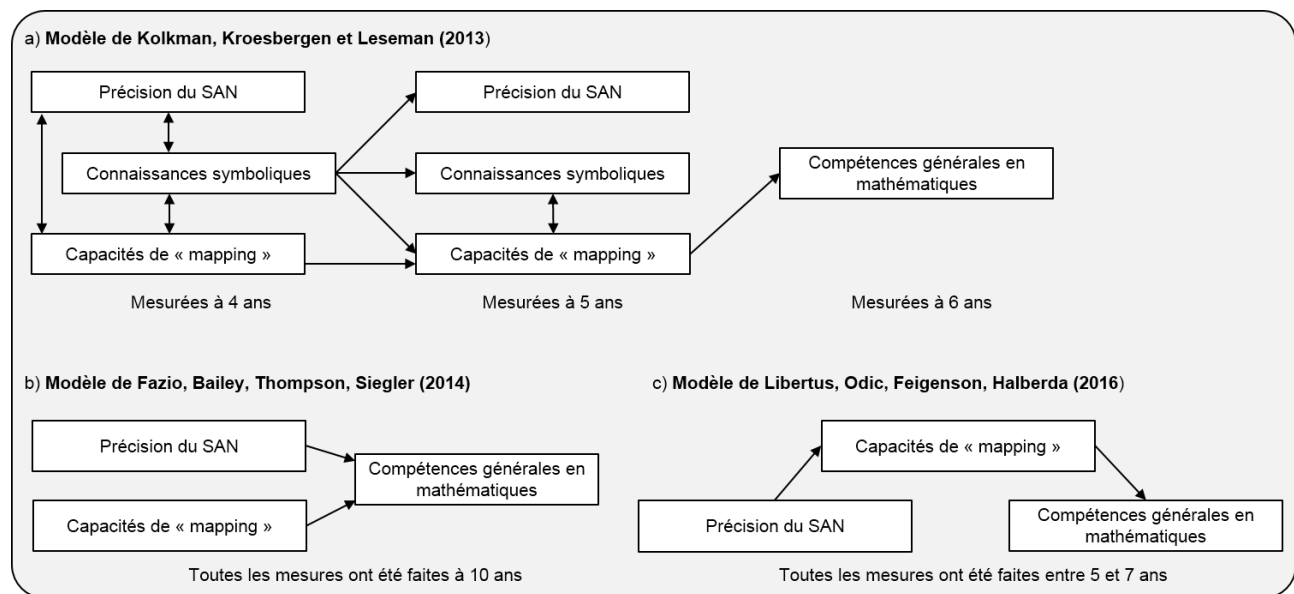 a) Modèle de Kolkman, Kroesbergen et Leseman (2013)
Précision du SAN
Précision du SAN
Connaissances symboliques
Connaissances symboliques
Compétences générales en
mathématiques
Capacités de « mapping »
Capacités de « mapping »
Mesurées à 4 ans
Mesurées à 5 ans
Mesurées à 6 ans
b) Modèle de Fazio, Bailey, Thompson, Siegler (2014)
Précision du SAN
Compétences générales en
mathématiques
Capacités de « mapping »
Toutes les mesures ont été faites à 10 ans
c) Modèle de Libertus, Odic, Feigenson, Halberda (2016)
Capacités de « mapping »
Précision du SAN
Compétences générales en
mathématiques
Toutes les mesures ont été faites entre 5 et 7 ans